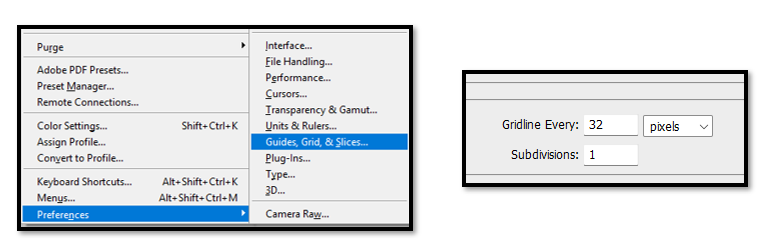 Purge
Adobe PDF Presets...
Preset Manager...
Remote Connections...
Color Settings... Shift+Ctrl+K
Assign Profile...
Convert to Profile...
Keyboard Shortcuts... Alt+Shift+Ctrl+K
Menus... Alt+Shift+Ctrl+M
Preferences
Interface...
File Handling...
Performance...
Cursors...
Transparency & Gamut...
Units & Rulers...
Guides, Grid, & Slices...
Plug-Ins...
Type...
3D...
Camera Raw...
Gridline Every: 32 pixels
Subdivisions: 1